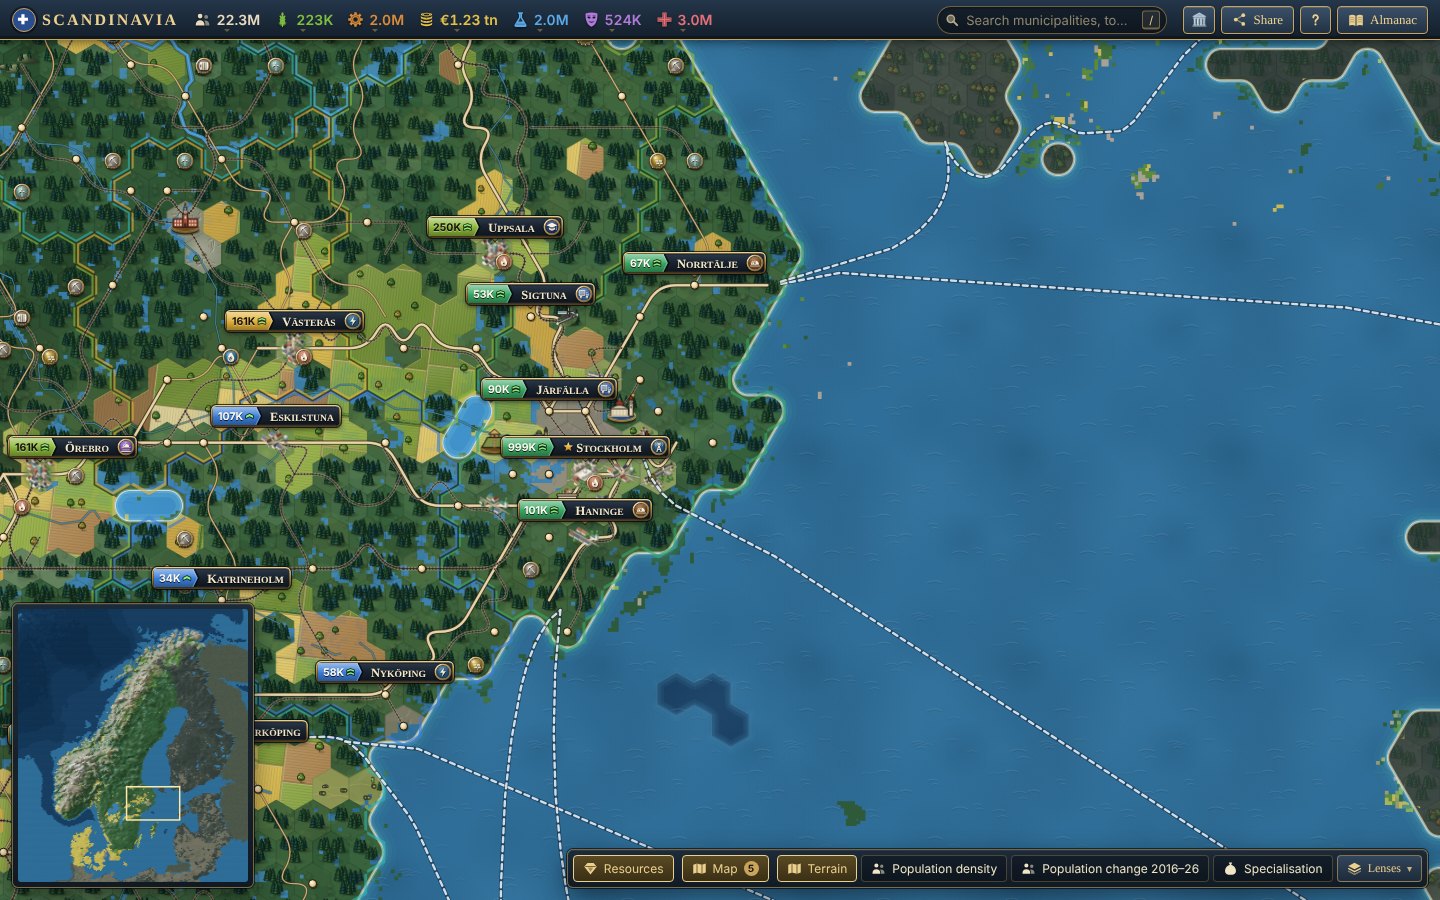 SCANDINAVIA 22.3M 223K 2.0M €1.23 tn 2.0M 524K 3.0M Search municipalities, to... / Share ? Almanac
250K UPPSALA
67K NORRTÄLJE
53K SIGTUNA
161K VÄSTERÅS
90K JÄRFÄLLA
107K ESKILSTUNA
161K ÖREBRO
999K STOCKHOLM
101K HANINGE
34K KATRINEHOLM
58K NYKÖPING
RKÖPING
Resources Map 5 Terrain Population density Population change 2016–26 Specialisation Lenses